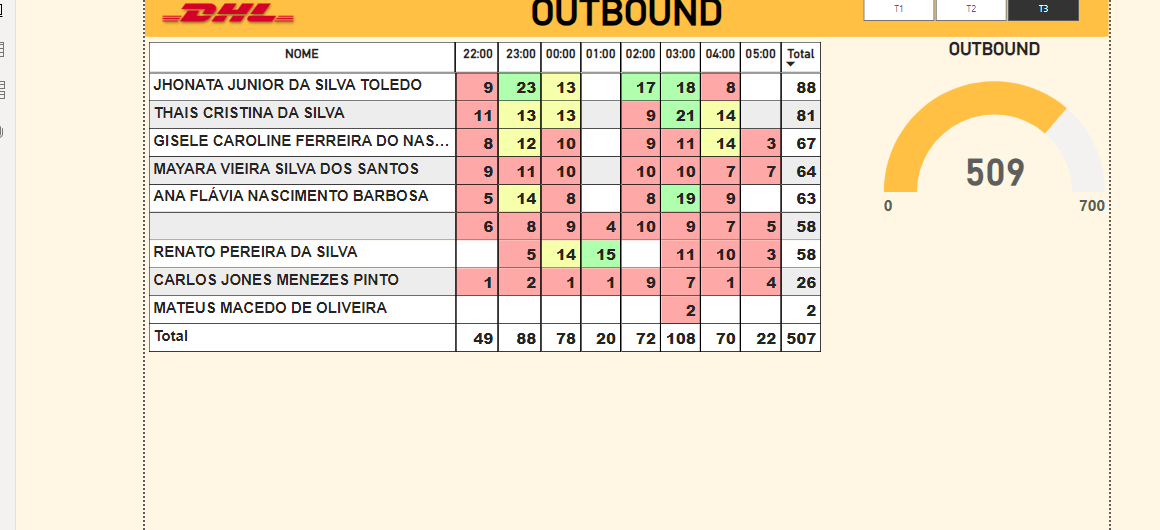 DHL
OUTBOUND
T1 T2 T3
NOME 22:00 23:00 00:00 01:00 02:00 03:00 04:00 05:00 Total
JHONATA JUNIOR DA SILVA TOLEDO 9 23 13 17 18 8 88
THAIS CRISTINA DA SILVA 11 13 13 9 21 14 81
GISELE CAROLINE FERREIRA DO NAS... 8 12 10 9 11 14 3 67
MAYARA VIEIRA SILVA DOS SANTOS 9 11 10 10 10 7 7 64
ANA FLÁVIA NASCIMENTO BARBOSA 5 14 8 8 19 9 63
6 8 9 4 10 9 7 5 58
RENATO PEREIRA DA SILVA 5 14 15 11 10 3 58
CARLOS JONES MENEZES PINTO 1 2 1 1 9 7 1 4 26
MATEUS MACEDO DE OLIVEIRA 2 2
Total 49 88 78 20 72 108 70 22 507
OUTBOUND
509
0 700